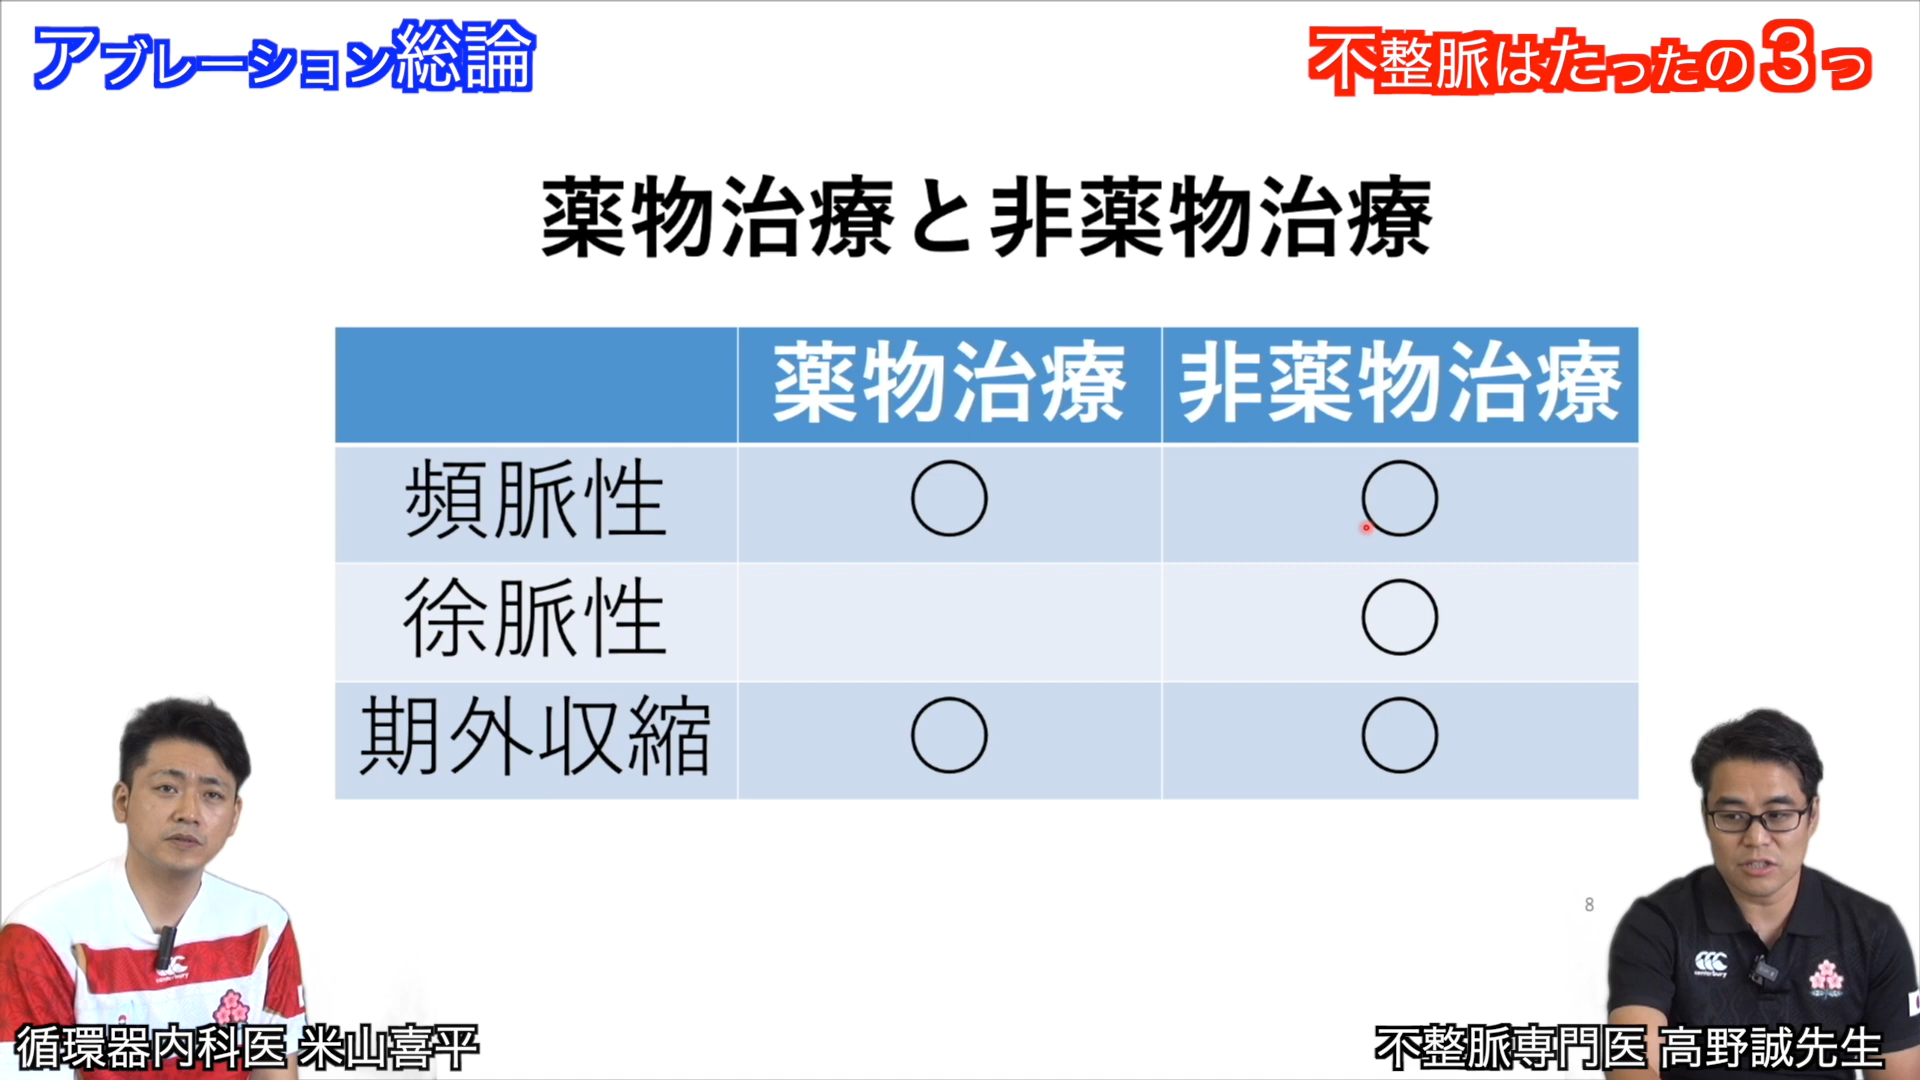 アブレーション総論
不整脈はたったの3つ
薬物治療と非薬物治療
薬物治療 非薬物治療
頻脈性 ○ ○
徐脈性 ○
期外収縮 ○ ○
8
canterbury
canterbury
循環器内科医 米山喜平
不整脈専門医 高野誠先生